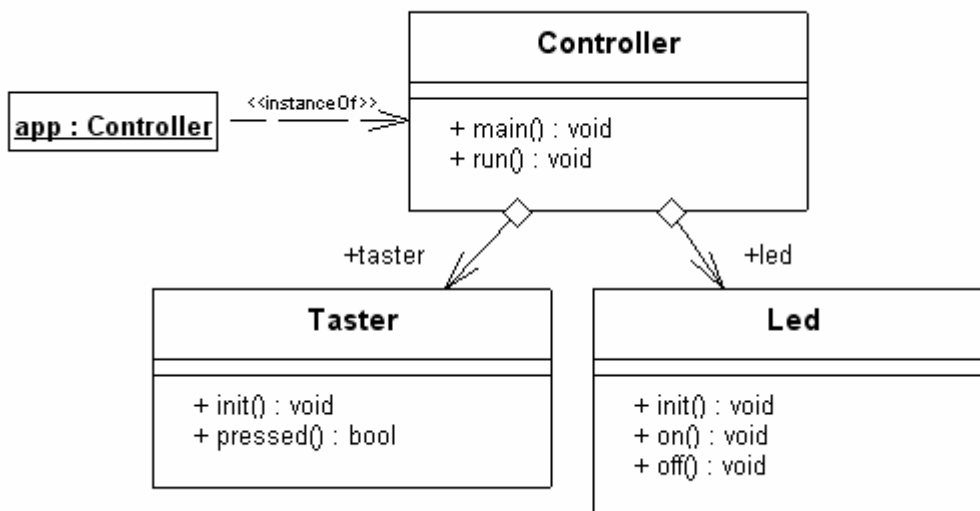 Controller
<<instanceOf>>
app : Controller
+ main() : void
+ run() : void
+taster
+led
Taster
Led
+ init() : void
+ pressed() : bool
+ init() : void
+ on() : void
+ off() : void